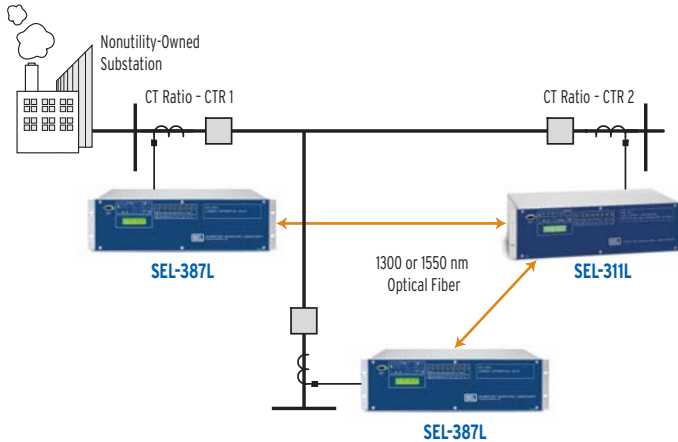 Nonutility-Owned
Substation
CT Ratio – CTR 1
CT Ratio – CTR 2
SEL-387L
1300 or 1550 nm
Optical Fiber
SEL-311L
SEL
SEL-387L